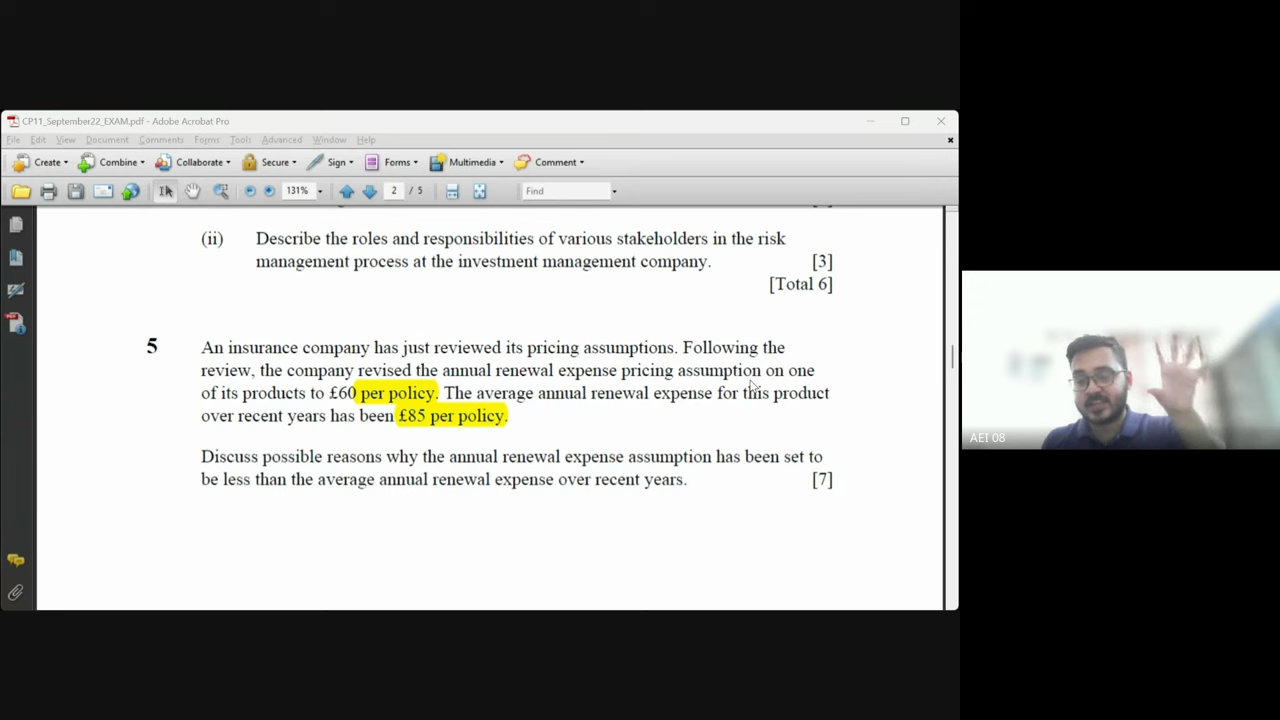 CP11_September22_EXAM.pdf - Adobe Acrobat Pro
File Edit View Document Comments Forms Tools Advanced Window Help
Create Combine Collaborate Secure Sign Forms Multimedia Comment
131% 2 / 5 Find
(ii) Describe the roles and responsibilities of various stakeholders in the risk
management process at the investment management company. [3]
[Total 6]
5 An insurance company has just reviewed its pricing assumptions. Following the
review, the company revised the annual renewal expense pricing assumption on one
of its products to £60 per policy. The average annual renewal expense for this product
over recent years has been £85 per policy.
Discuss possible reasons why the annual renewal expense assumption has been set to
be less than the average annual renewal expense over recent years. [7]
AEI 08